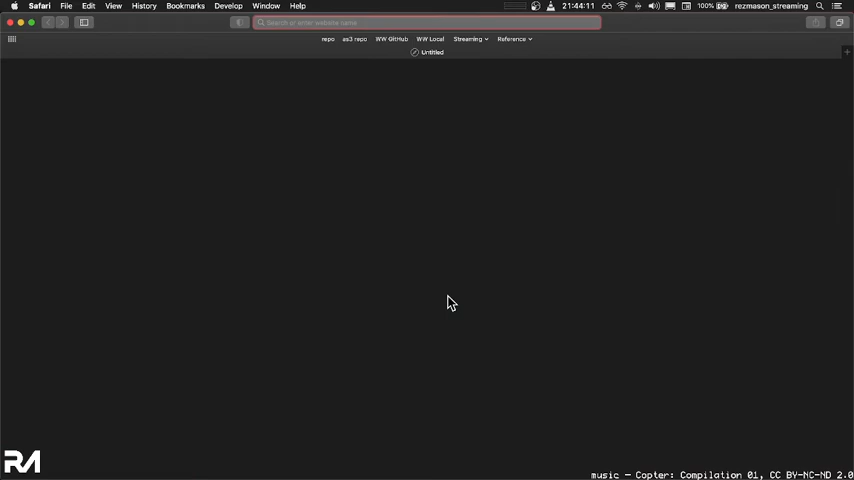 Safari File Edit View History Bookmarks Develop Window Help 21:44:11 100% rezmason_streaming
Search or enter website name
repo as3 repo WW GitHub WW Local Streaming Reference
Untitled
RM
music — Copter: Compilation 01, CC BY-NC-ND 2.0